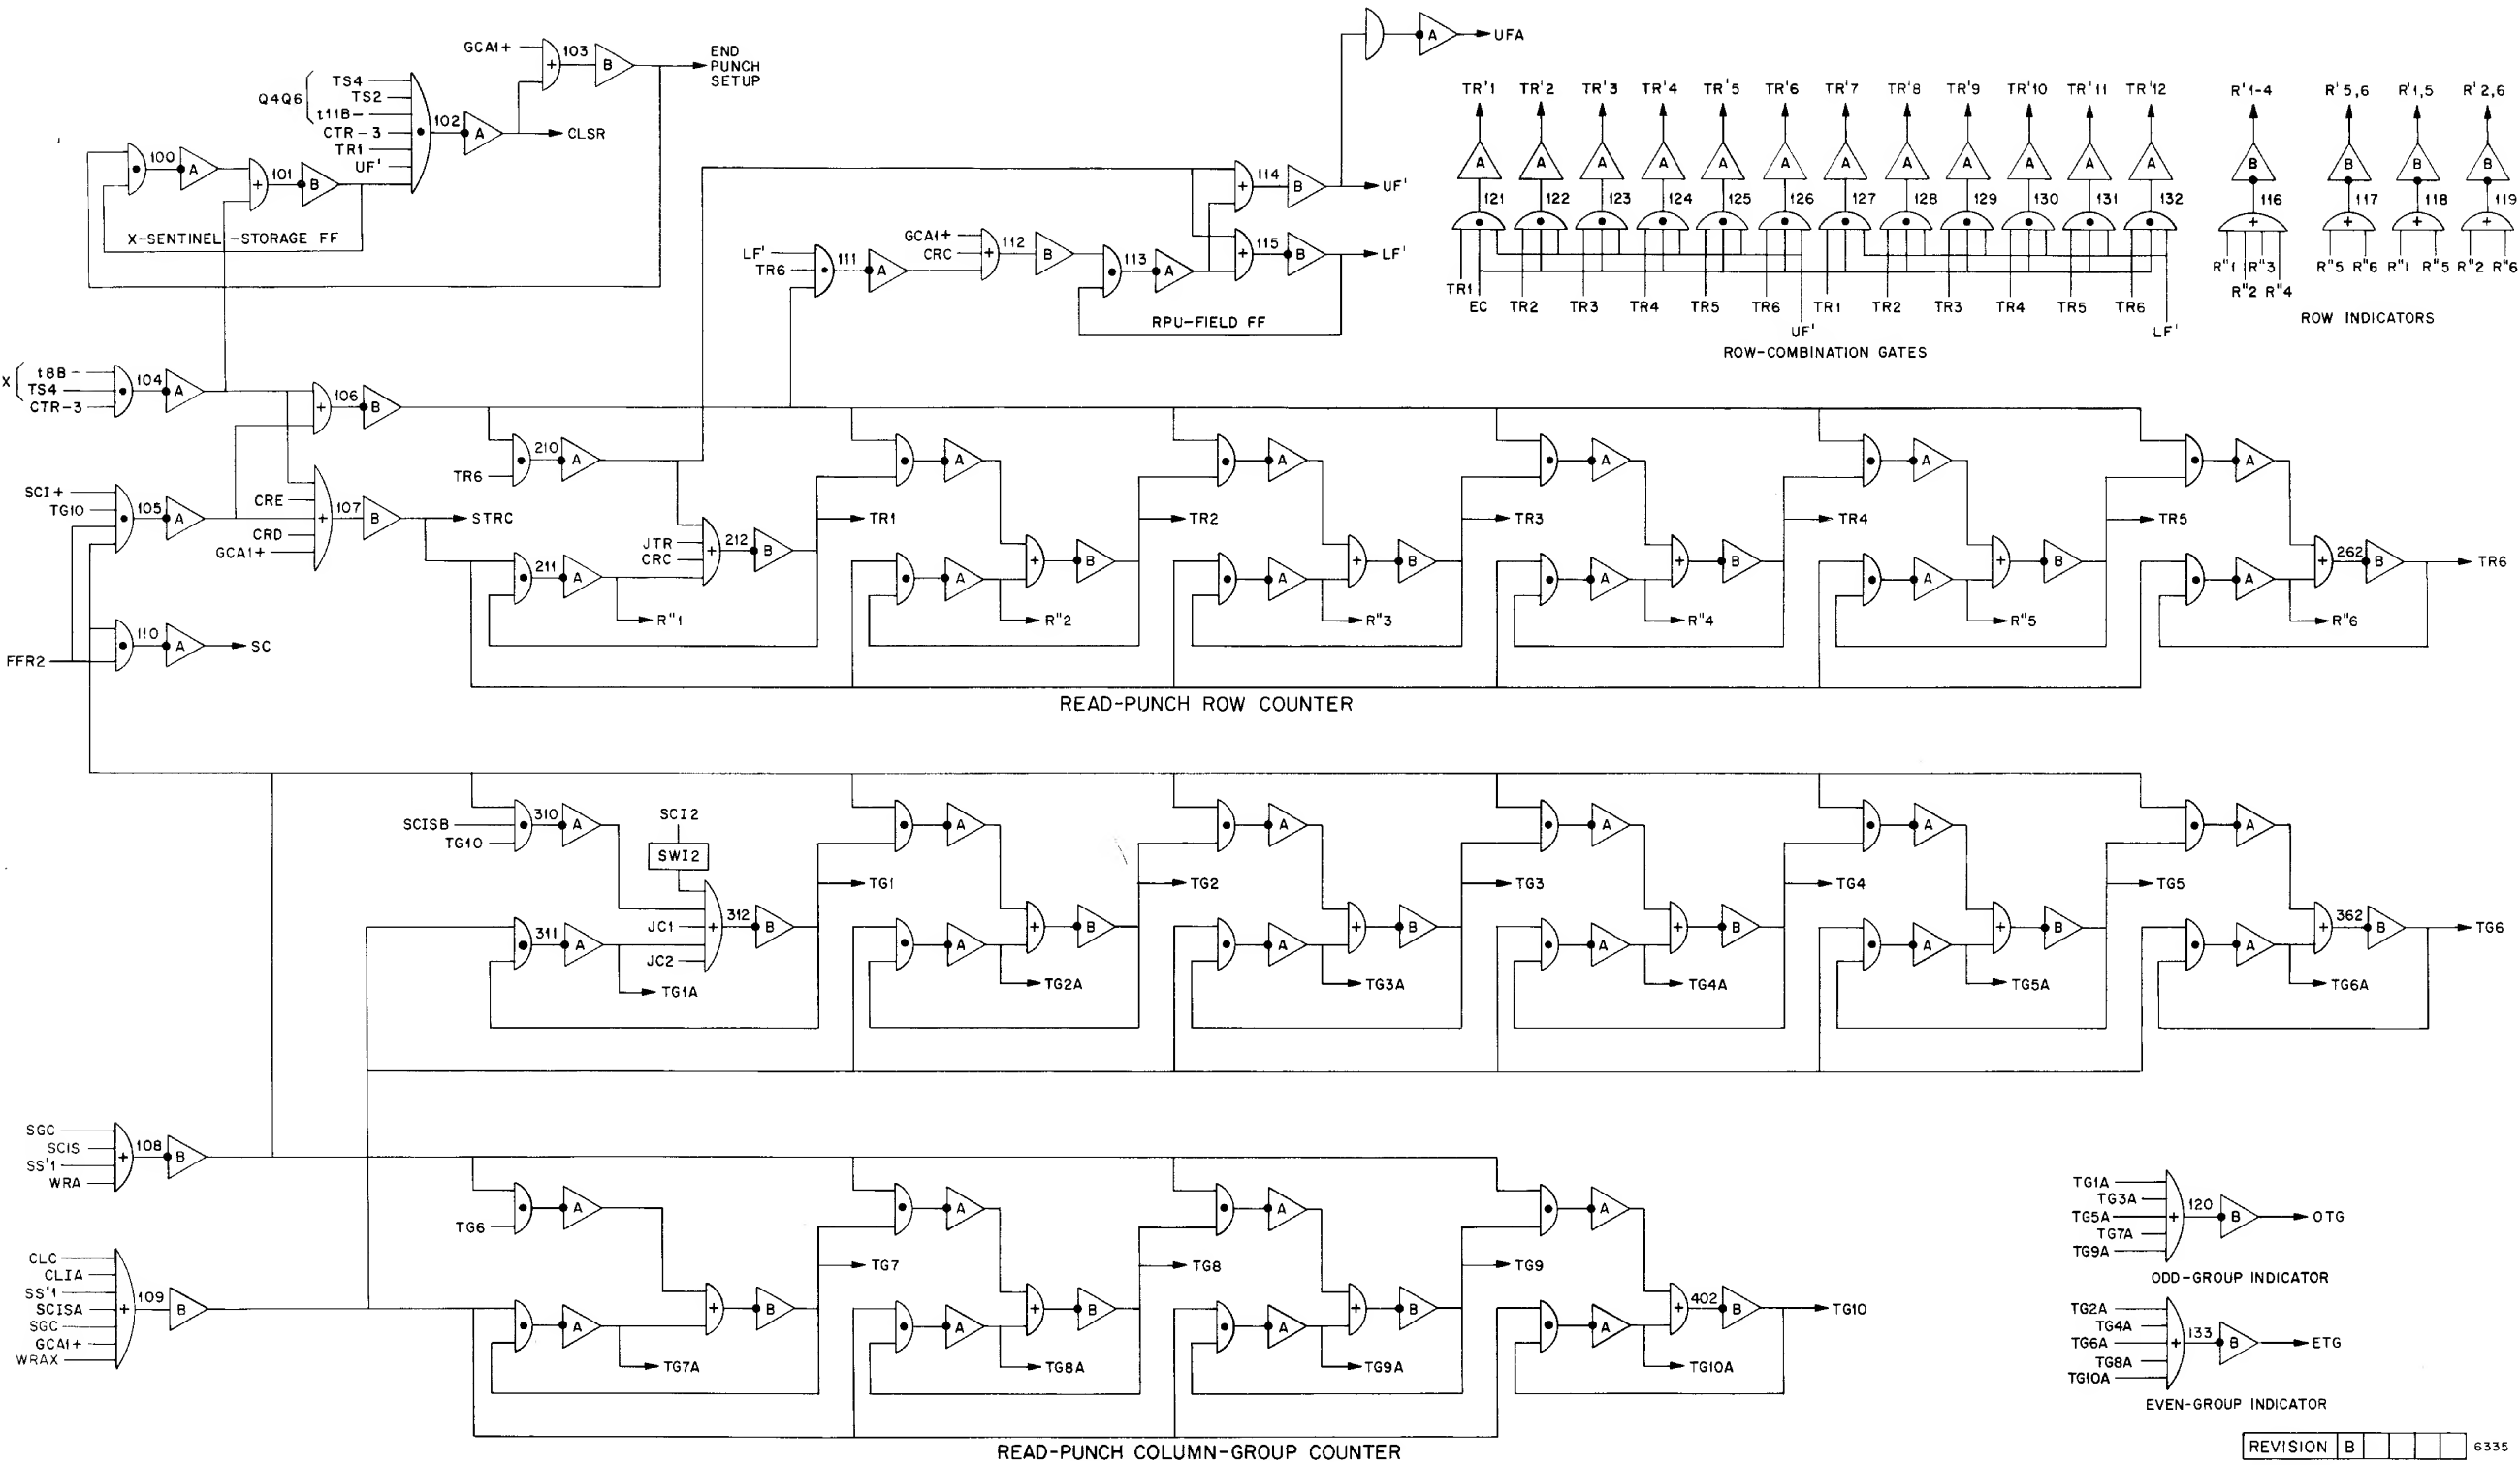 GCA1+
103
B
END
PUNCH
SETUP
Q4Q6
TS4
TS2
t11B-
CTR-3
TR1
UF'
102
A
CLSR
100
A
101
B
X-SENTINEL-STORAGE FF
A
UFA
LF'
TR6
111
A
GCA1+
CRC
112
B
113
A
114
B
UF'
115
B
LF'
RPU-FIELD FF
TR'1 TR'2 TR'3 TR'4 TR'5 TR'6 TR'7 TR'8 TR'9 TR'10 TR'11 TR'12
A A A A A A A A A A A A
121 122 123 124 125 126 127 128 129 130 131 132
TR1
EC TR2 TR3 TR4 TR5 TR6 TR1 TR2 TR3 TR4 TR5 TR6
UF' LF'
ROW-COMBINATION GATES
R'1-4 R'5,6 R'1,5 R'2,6
B B B B
116 117 118 119
+ + + +
R"1 R"3 R"5 R"6 R"1 R"5 R"2 R"6
R"2 R"4
ROW INDICATORS
X
t8B-
TS4
CTR-3
104
A
+
106
B
SCI+
TG10
105
A
CRE
CRD
GCA1+
+
107
B
STRC
FFR2
110
A
SC
TR6
210
A
211
A
R"1
JTR
CRC
+
212
B
TR1
A
A
R"2
+
B
TR2
A
A
R"3
+
B
TR3
A
A
R"4
+
B
TR4
A
A
R"5
+
B
TR5
A
A
R"6
+
262
B
TR6
READ-PUNCH ROW COUNTER
SCISB
TG10
310
A
SCI2
SWI2
311
A
TG1A
JC1
JC2
+
312
B
TG1
A
A
TG2A
+
B
TG2
A
A
TG3A
+
B
TG3
A
A
TG4A
+
B
TG4
A
A
TG5A
+
B
TG5
A
A
TG6A
+
362
B
TG6
SGC
SCIS
SS'1
WRA
+
108
B
CLC
CLIA
SS'1
SCISA
SGC
GCA1+
WRAX
+
109
B
TG6
A
A
TG7A
+
B
TG7
A
A
TG8A
+
B
TG8
A
A
TG9A
+
B
TG9
A
A
TG10A
+
402
B
TG10
READ-PUNCH COLUMN-GROUP COUNTER
TG1A
TG3A
TG5A
TG7A
TG9A
+
120
B
OTG
ODD-GROUP INDICATOR
TG2A
TG4A
TG6A
TG8A
TG10A
+
133
B
ETG
EVEN-GROUP INDICATOR
REVISION B 6335